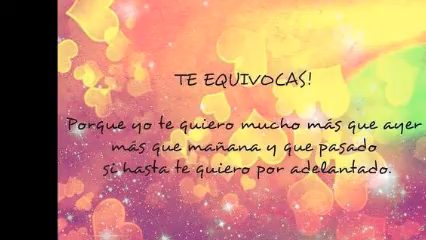 TE EQUIVOCAS!
Porque yo te quiero mucho más que ayer
más que mañana y que pasado
si hasta te quiero por adelantado.